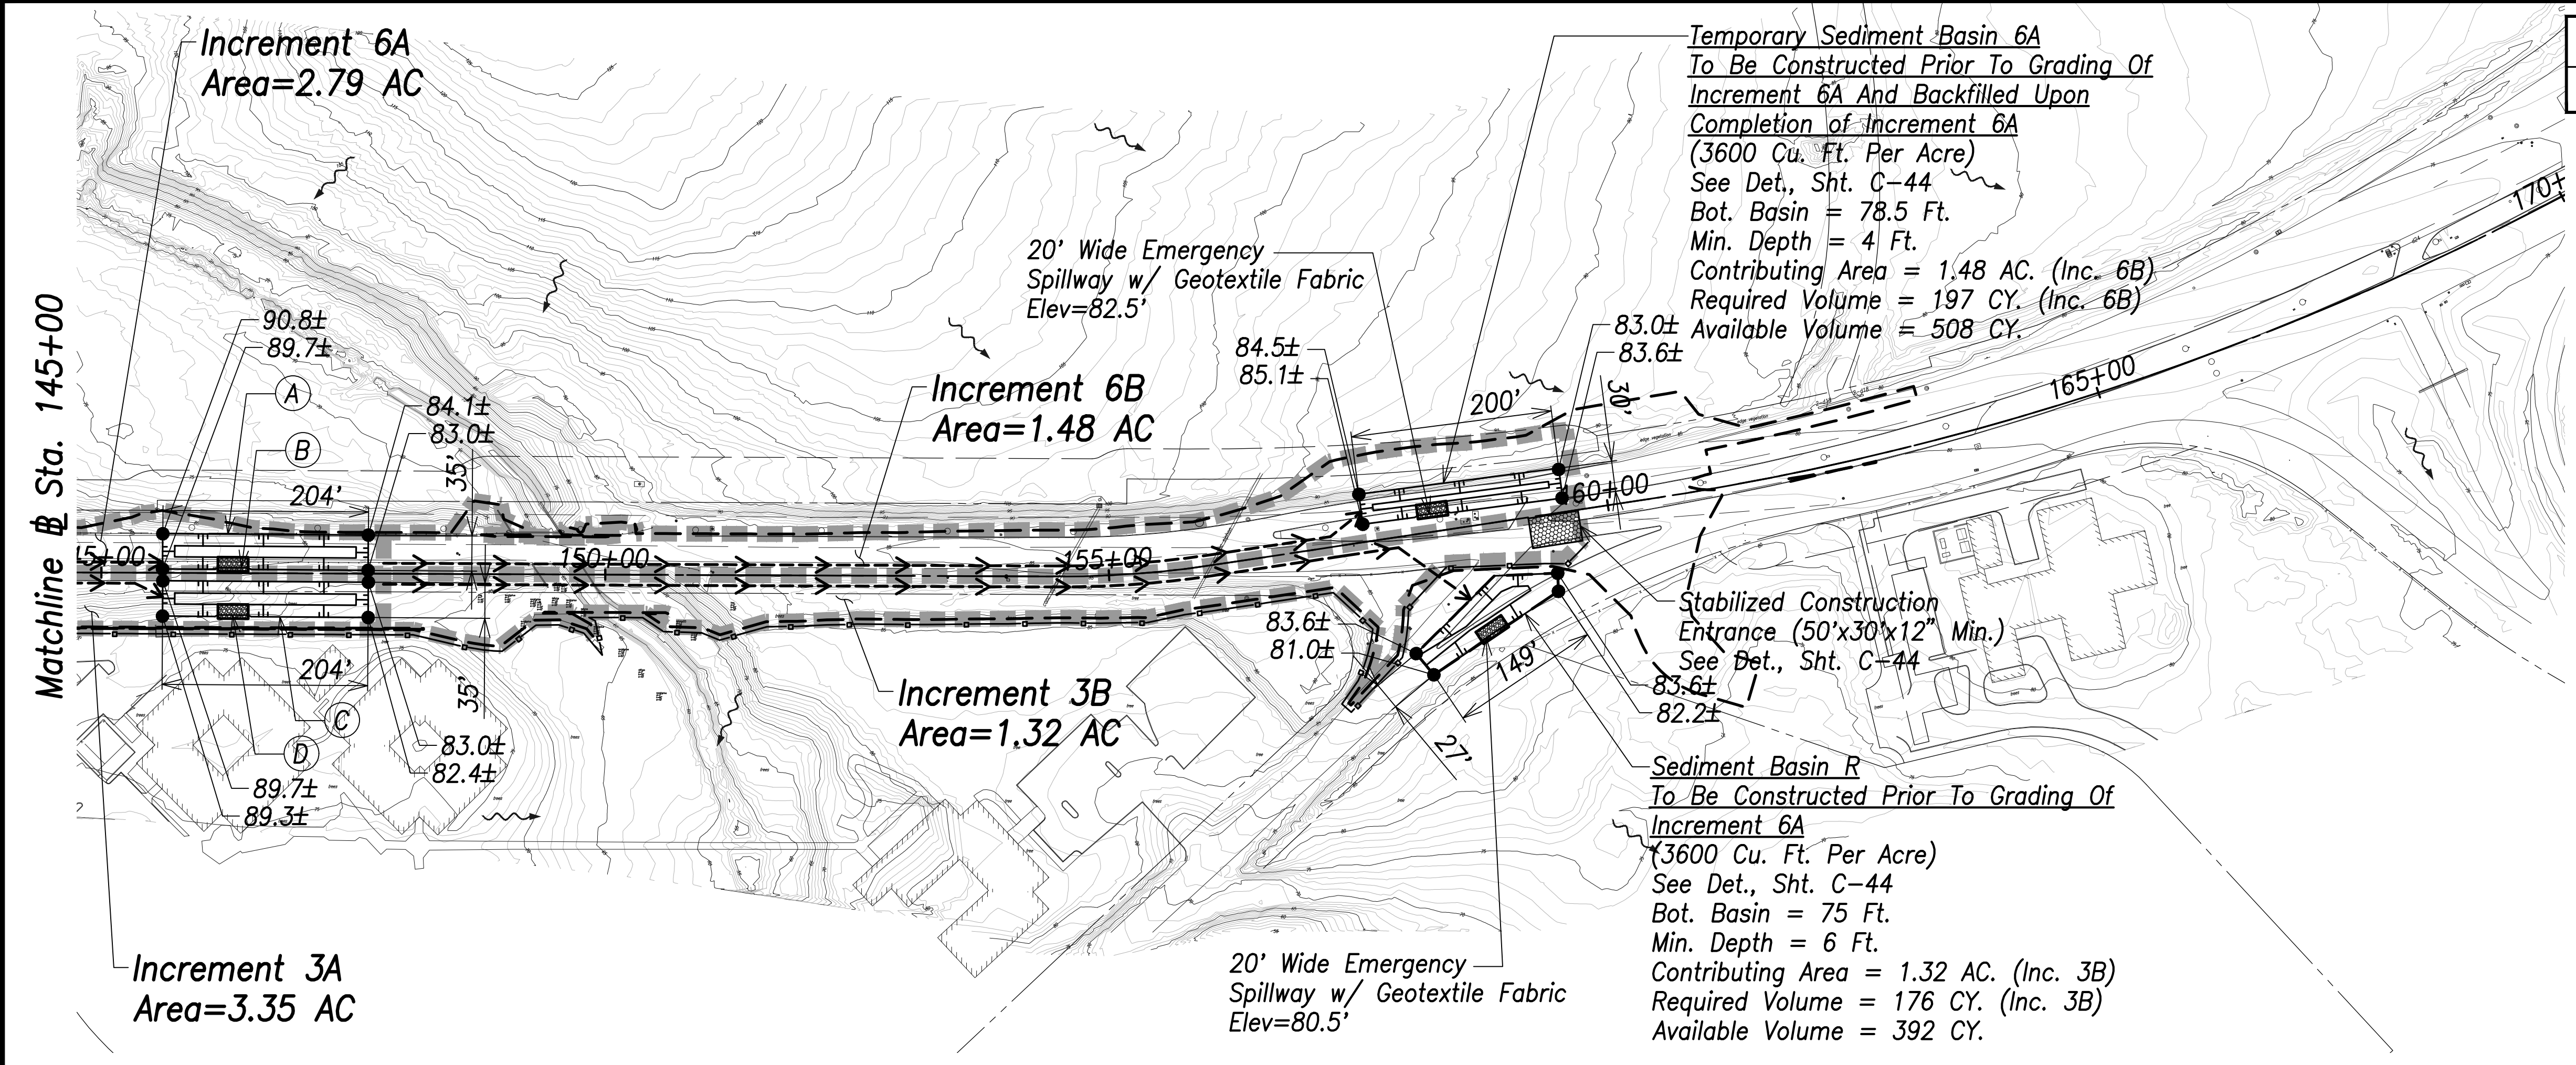 Increment 6A
Area=2.79 AC
Temporary Sediment Basin 6A
To Be Constructed Prior To Grading Of
Increment 6A And Backfilled Upon
Completion of Increment 6A
(3600 Cu. Ft. Per Acre)
See Det., Sht. C-44
Bot. Basin = 78.5 Ft.
Min. Depth = 4 Ft.
Contributing Area = 1.48 AC. (Inc. 6B)
Required Volume = 197 CY. (Inc. 6B)
Available Volume = 508 CY.
170+
20' Wide Emergency
Spillway w/ Geotextile Fabric
Elev=82.5'
Matchline BL Sta. 145+00
90.8±
89.7±
A
B
84.1±
83.0±
35'
204'
Increment 6B
Area=1.48 AC
84.5±
85.1±
83.0±
83.6±
200'
30'
165+00
160+00
45+00
150+00
155+00
204'
35'
C
D
83.0±
82.4±
89.7±
89.3±
Increment 3B
Area=1.32 AC
83.6±
81.0±
149'
27'
Stabilized Construction
Entrance (50'x30'x12" Min.)
See Det., Sht. C-44
83.6±
82.2±
Sediment Basin R
To Be Constructed Prior To Grading Of
Increment 6A
(3600 Cu. Ft. Per Acre)
See Det., Sht. C-44
Bot. Basin = 75 Ft.
Min. Depth = 6 Ft.
Contributing Area = 1.32 AC. (Inc. 3B)
Required Volume = 176 CY. (Inc. 3B)
Available Volume = 392 CY.
Increment 3A
Area=3.35 AC
20' Wide Emergency
Spillway w/ Geotextile Fabric
Elev=80.5'